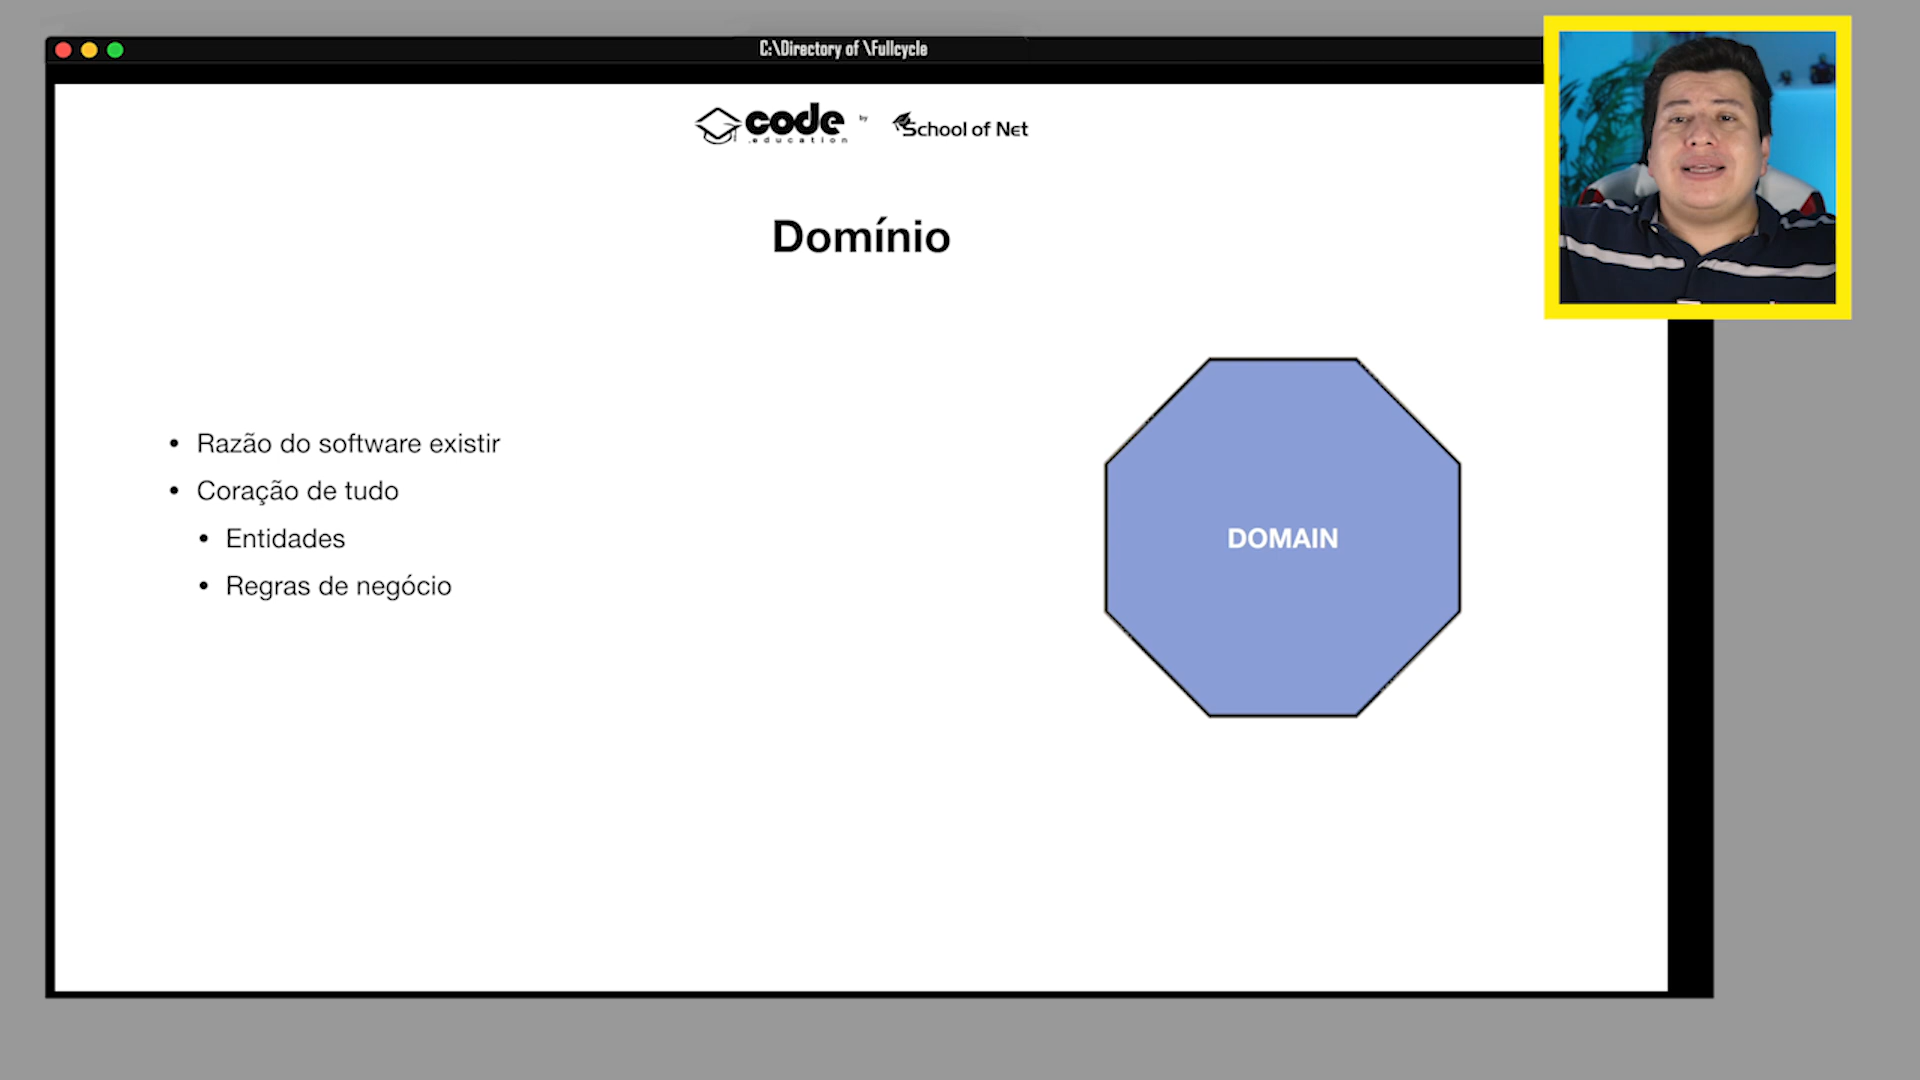 C:\Directory of \Fullcycle
code by School of Net
.education
Domínio
• Razão do software existir
• Coração de tudo
• Entidades
• Regras de negócio
DOMAIN